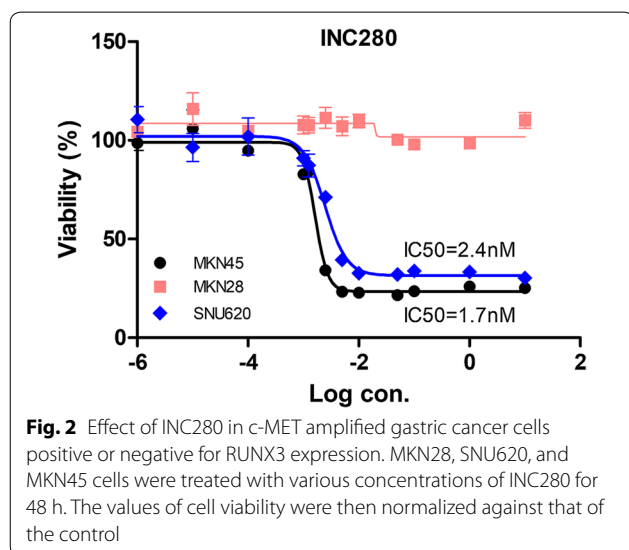 INC280
150
100
50
0
Viability (%)
MKN45
MKN28
SNU620
IC50=2.4nM
IC50=1.7nM
-6
-4
-2
0
2
Log con.
Fig. 2 Effect of INC280 in c-MET amplified gastric cancer cells
positive or negative for RUNX3 expression. MKN28, SNU620, and
MKN45 cells were treated with various concentrations of INC280 for
48 h. The values of cell viability were then normalized against that of
the control